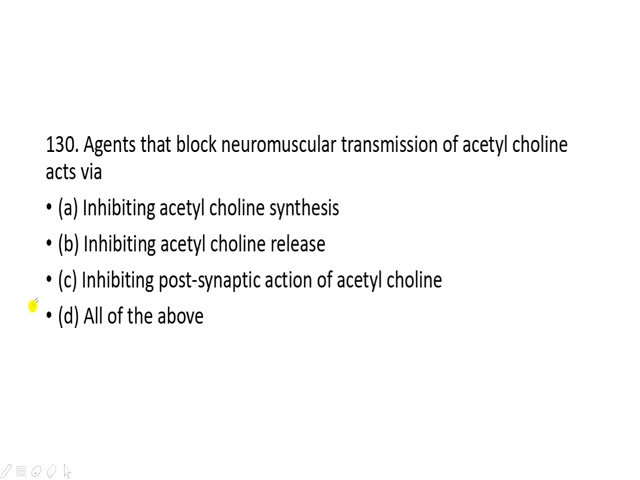 130. Agents that block neuromuscular transmission of acetyl choline
acts via
• (a) Inhibiting acetyl choline synthesis
• (b) Inhibiting acetyl choline release
• (c) Inhibiting post-synaptic action of acetyl choline
• (d) All of the above